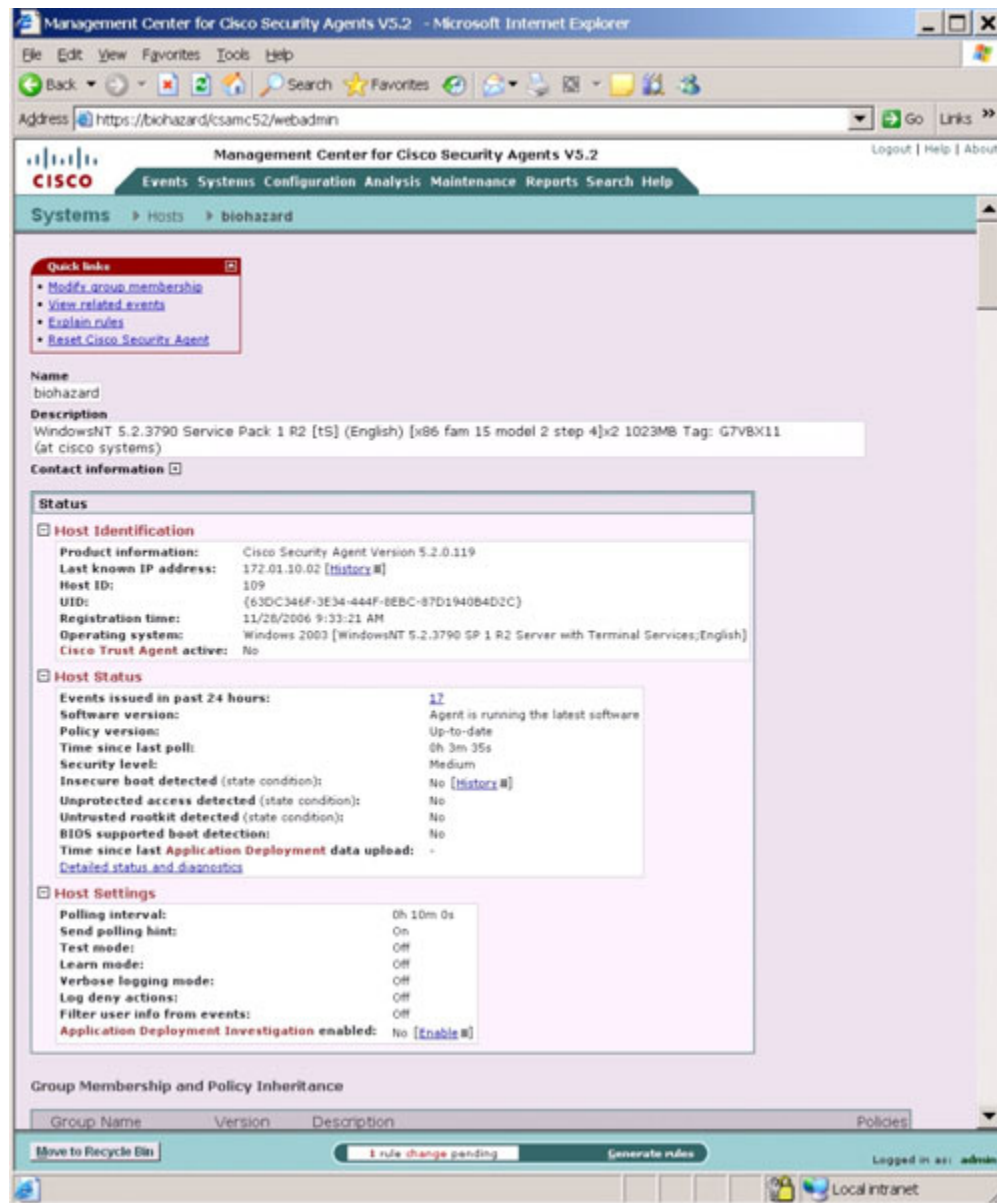 Management Center for Cisco Security Agents V5.2 - Microsoft Internet Explorer
File Edit View Favorites Tools Help
Back Search Favorites
Address https://biohazard/csamc52/webadmin Go Links »
CISCO
Management Center for Cisco Security Agents V5.2
Logout | Help | About
Events Systems Configuration Analysis Maintenance Reports Search Help
Systems Hosts biohazard
Quick links
Modify group membership
View related events
Explain rules
Reset Cisco Security Agent
Name
biohazard
Description
WindowsNT 5.2.3790 Service Pack 1 R2 [tS] (English) [x86 fam 15 model 2 step 4]x2 1023MB Tag: G7VBX11
(at cisco systems)
Contact information
Status
Host Identification
Product information: Cisco Security Agent Version 5.2.0.119
Last known IP address: 172.01.10.02 [History]
Host ID: 109
UID: {63DC346F-3E34-444F-8EBC-87D1940B4D2C}
Registration time: 11/28/2006 9:33:21 AM
Operating system: Windows 2003 [WindowsNT 5.2.3790 SP 1 R2 Server with Terminal Services;English]
Cisco Trust Agent active: No
Host Status
Events issued in past 24 hours: 17
Software version: Agent is running the latest software
Policy version: Up-to-date
Time since last poll: 0h 3m 35s
Security level: Medium
Insecure boot detected (state condition): No [History]
Unprotected access detected (state condition): No
Untrusted rootkit detected (state condition): No
BIOS supported boot detection: No
Time since last Application Deployment data upload: -
Detailed status and diagnostics
Host Settings
Polling interval: 0h 10m 0s
Send polling hint: On
Test mode: Off
Learn mode: Off
Verbose logging mode: Off
Log deny actions: Off
Filter user info from events: Off
Application Deployment Investigation enabled: No [Enable]
Group Membership and Policy Inheritance
Group Name Version Description Policies
Move to Recycle Bin 1 rule change pending Generate rules Logged in as: admin
Local intranet